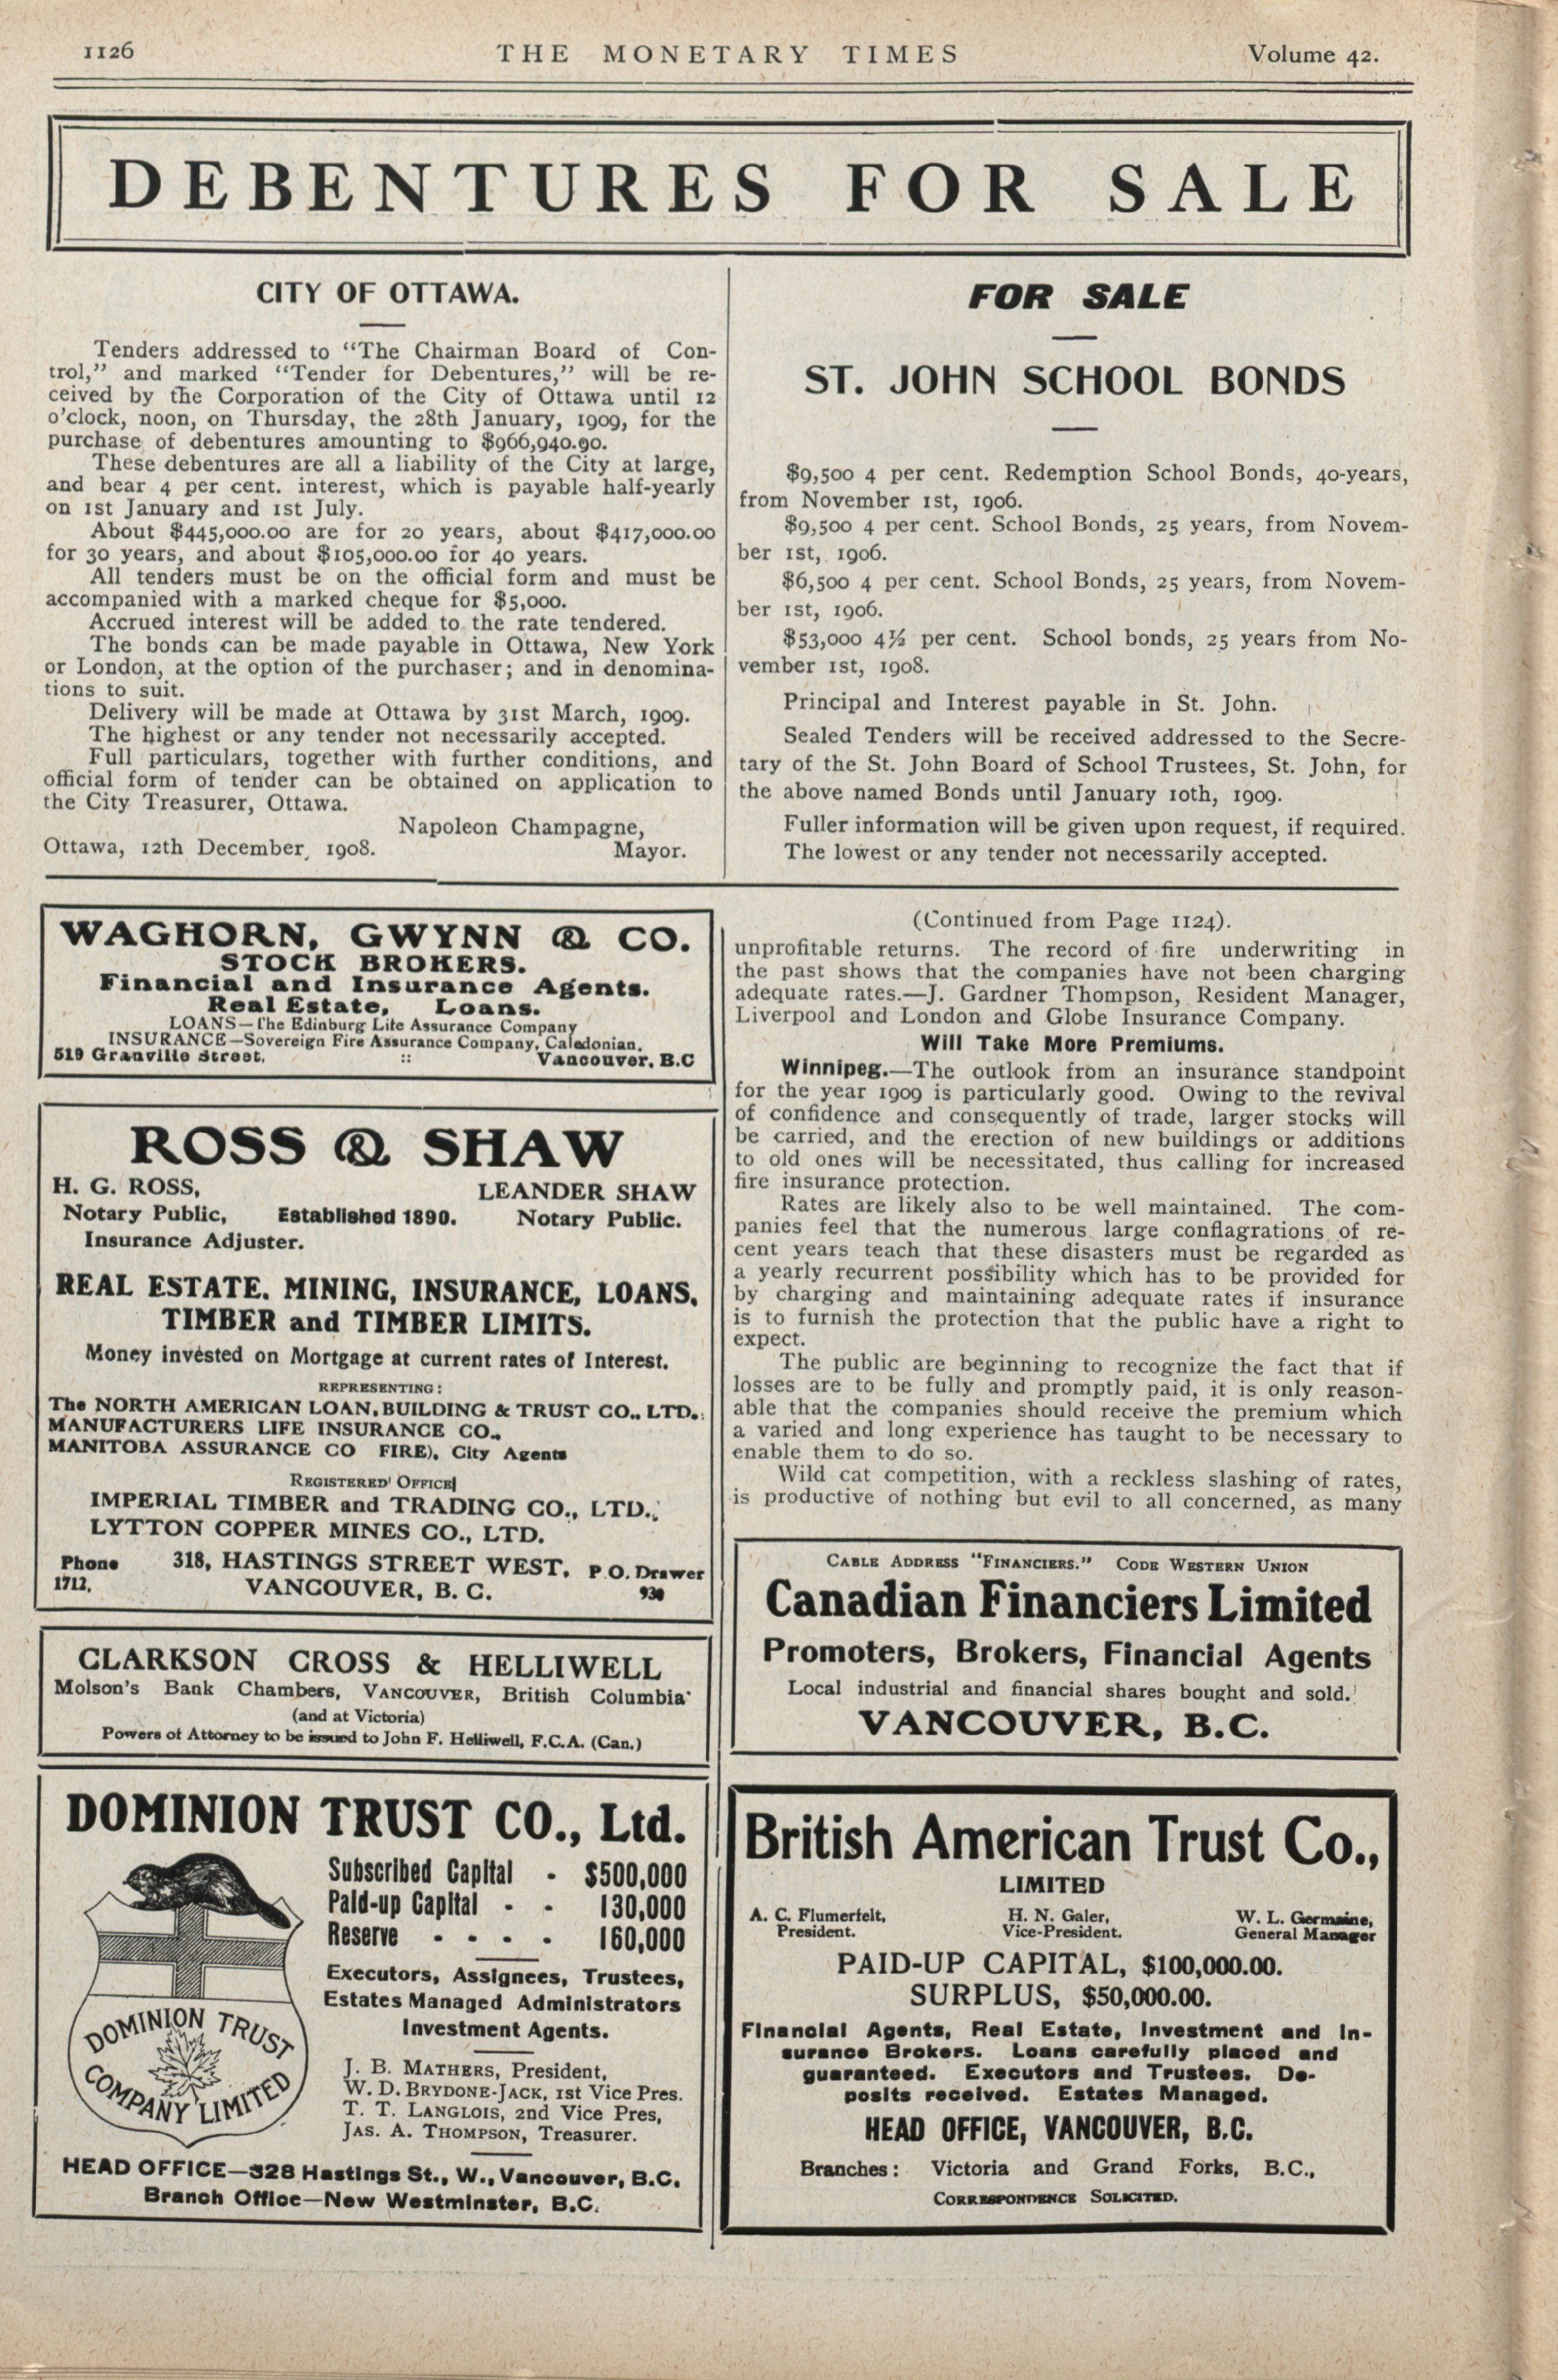 1126
THE MONETARY TIMES
Volume 42.
DEBENTURES FOR SALE
CITY OF OTTAWA.
Tenders addressed to "The Chairman Board of Con-
trol," and marked "Tender for Debentures," will be re-
ceived by the Corporation of the City of Ottawa until 12
o'clock, noon, on Thursday, the 28th January, 1909, for the
purchase of debentures amounting to $966,940.90.
These debentures are all a liability of the City at large,
and bear 4 per cent. interest, which is payable half-yearly
on 1st January and 1st July.
About $445,000.00 are for 20 years, about $417,000.00
for 30 years, and about $105,000.00 for 40 years.
All tenders must be on the official form and must be
accompanied with a marked cheque for $5,000.
Accrued interest will be added to the rate tendered.
The bonds can be made payable in Ottawa, New York
or London, at the option of the purchaser; and in denomina-
tions to suit.
Delivery will be made at Ottawa by 31st March, 1909.
The highest or any tender not necessarily accepted.
Full particulars, together with further conditions, and
official form of tender can be obtained on application to
the City Treasurer, Ottawa.
Napoleon Champagne,
Ottawa, 12th December, 1908. Mayor.
FOR SALE
ST. JOHN SCHOOL BONDS
$9,500 4 per cent. Redemption School Bonds, 40-years,
from November 1st, 1906.
$9,500 4 per cent. School Bonds, 25 years, from Novem-
ber 1st, 1906.
$6,500 4 per cent. School Bonds, 25 years, from Novem-
ber 1st, 1906.
$53,000 4½ per cent. School bonds, 25 years from No-
vember 1st, 1908.
Principal and Interest payable in St. John.
Sealed Tenders will be received addressed to the Secre-
tary of the St. John Board of School Trustees, St. John, for
the above named Bonds until January 10th, 1909.
Fuller information will be given upon request, if required.
The lowest or any tender not necessarily accepted.
WAGHORN, GWYNN & CO.
STOCK BROKERS.
Financial and Insurance Agents.
Real Estate, Loans.
LOANS—The Edinburg Life Assurance Company
INSURANCE—Sovereign Fire Assurance Company, Caledonian.
519 Granville Street, :: Vancouver, B.C
ROSS & SHAW
H. G. ROSS, LEANDER SHAW
Notary Public, Established 1890. Notary Public.
Insurance Adjuster.
REAL ESTATE. MINING, INSURANCE, LOANS,
TIMBER and TIMBER LIMITS.
Money invested on Mortgage at current rates of Interest.
REPRESENTING:
The NORTH AMERICAN LOAN, BUILDING & TRUST CO., LTD.
MANUFACTURERS LIFE INSURANCE CO.,
MANITOBA ASSURANCE CO FIRE), City Agents
REGISTERED OFFICE
IMPERIAL TIMBER and TRADING CO., LTD.
LYTTON COPPER MINES CO., LTD.
Phone 318, HASTINGS STREET WEST, P.O. Drawer
1712, VANCOUVER, B. C. 930
CLARKSON CROSS & HELLIWELL
Molson's Bank Chambers, VANCOUVER, British Columbia
(and at Victoria)
Powers of Attorney to be issued to John F. Helliwell, F.C.A. (Can.)
DOMINION TRUST CO., Ltd.
Subscribed Capital - $500,000
Paid-up Capital - - 130,000
Reserve - - - - 160,000
Executors, Assignees, Trustees,
Estates Managed Administrators
Investment Agents.
J. B. MATHERS, President,
W. D. BRYDONE-JACK, 1st Vice Pres.
T. T. LANGLOIS, 2nd Vice Pres,
JAS. A. THOMPSON, Treasurer.
DOMINION TRUST
COMPANY LIMITED
HEAD OFFICE—328 Hastings St., W., Vancouver, B.C.
Branch Office—New Westminster, B.C.
(Continued from Page 1124).
unprofitable returns. The record of fire underwriting in
the past shows that the companies have not been charging
adequate rates.—J. Gardner Thompson, Resident Manager,
Liverpool and London and Globe Insurance Company.
Will Take More Premiums.
Winnipeg.—The outlook from an insurance standpoint
for the year 1909 is particularly good. Owing to the revival
of confidence and consequently of trade, larger stocks will
be carried, and the erection of new buildings or additions
to old ones will be necessitated, thus calling for increased
fire insurance protection.
Rates are likely also to be well maintained. The com-
panies feel that the numerous large conflagrations of re-
cent years teach that these disasters must be regarded as
a yearly recurrent possibility which has to be provided for
by charging and maintaining adequate rates if insurance
is to furnish the protection that the public have a right to
expect.
The public are beginning to recognize the fact that if
losses are to be fully and promptly paid, it is only reason-
able that the companies should receive the premium which
a varied and long experience has taught to be necessary to
enable them to do so.
Wild cat competition, with a reckless slashing of rates,
is productive of nothing but evil to all concerned, as many
CABLE ADDRESS "FINANCIERS." CODE WESTERN UNION
Canadian Financiers Limited
Promoters, Brokers, Financial Agents
Local industrial and financial shares bought and sold.
VANCOUVER, B.C.
British American Trust Co.,
LIMITED
A. C. Flumerfelt, H. N. Galer, W. L. Germaine,
President. Vice-President. General Manager
PAID-UP CAPITAL, $100,000.00.
SURPLUS, $50,000.00.
Financial Agents, Real Estate, Investment and In-
surance Brokers. Loans carefully placed and
guaranteed. Executors and Trustees. De-
posits received. Estates Managed.
HEAD OFFICE, VANCOUVER, B.C.
Branches: Victoria and Grand Forks, B.C.,
CORRESPONDENCE SOLICITED.